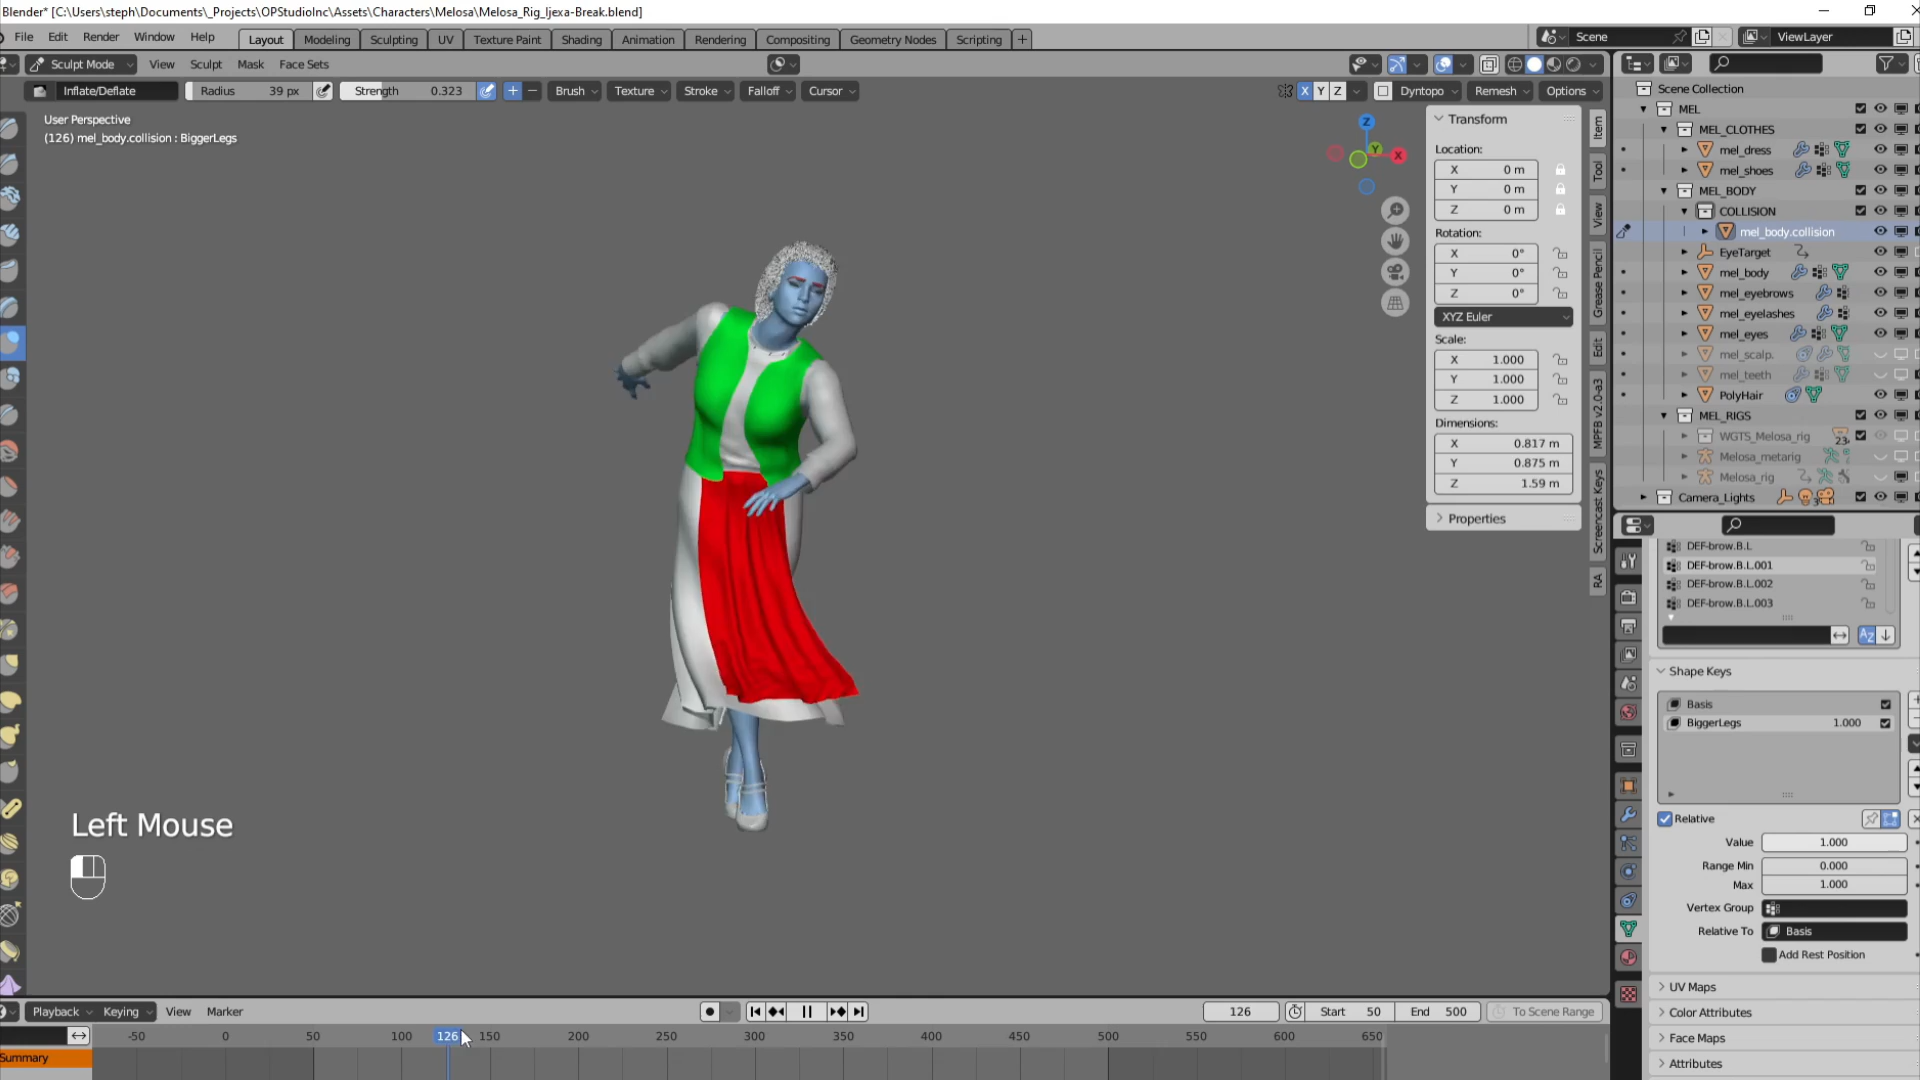 Blender* [C:\Users\steph\Documents\_Projects\OPStudioInc\Assets\Characters\Melosa\Melosa_Rig_Ijexa-Break.blend]
File Edit Render Window Help Layout Modeling Sculpting UV Texture Paint Shading Animation Rendering Compositing Geometry Nodes Scripting + Scene ViewLayer
Sculpt Mode View Sculpt Mask Face Sets
Inflate/Deflate Radius 39 px Strength 0.323 + − Brush Texture Stroke Falloff Cursor X Y Z Dyntopo Remesh Options
User Perspective
(126) mel_body.collision : BiggerLegs
Z
Y
X
Transform
Location:
X 0 m
Y 0 m
Z 0 m
Rotation:
X 0°
Y 0°
Z 0°
XYZ Euler
Scale:
X 1.000
Y 1.000
Z 1.000
Dimensions:
X 0.817 m
Y 0.875 m
Z 1.59 m
Properties
Item
Tool
View
Grease Pencil
Edit
MPFB v2.0-a3
Screencast Keys
RA
Scene Collection
MEL
MEL_CLOTHES
mel_dress
mel_shoes
MEL_BODY
COLLISION
mel_body.collision
EyeTarget
mel_body
mel_eyebrows
mel_eyelashes
mel_eyes
mel_scalp.
mel_teeth
PolyHair
MEL_RIGS
WGTS_Melosa_rig 23
Melosa_metarig
Melosa_rig
Camera_Lights 3
DEF-brow.B.L
DEF-brow.B.L.001
DEF-brow.B.L.002
DEF-brow.B.L.003
Shape Keys
Basis
BiggerLegs 1.000
Relative
Value 1.000
Range Min 0.000
Max 1.000
Vertex Group
Relative To Basis
Add Rest Position
UV Maps
Color Attributes
Face Maps
Attributes
Left Mouse
Playback Keying View Marker 126 Start 50 End 500 To Scene Range
-50 0 50 100 126 150 200 250 300 350 400 450 500 550 600 650
Summary